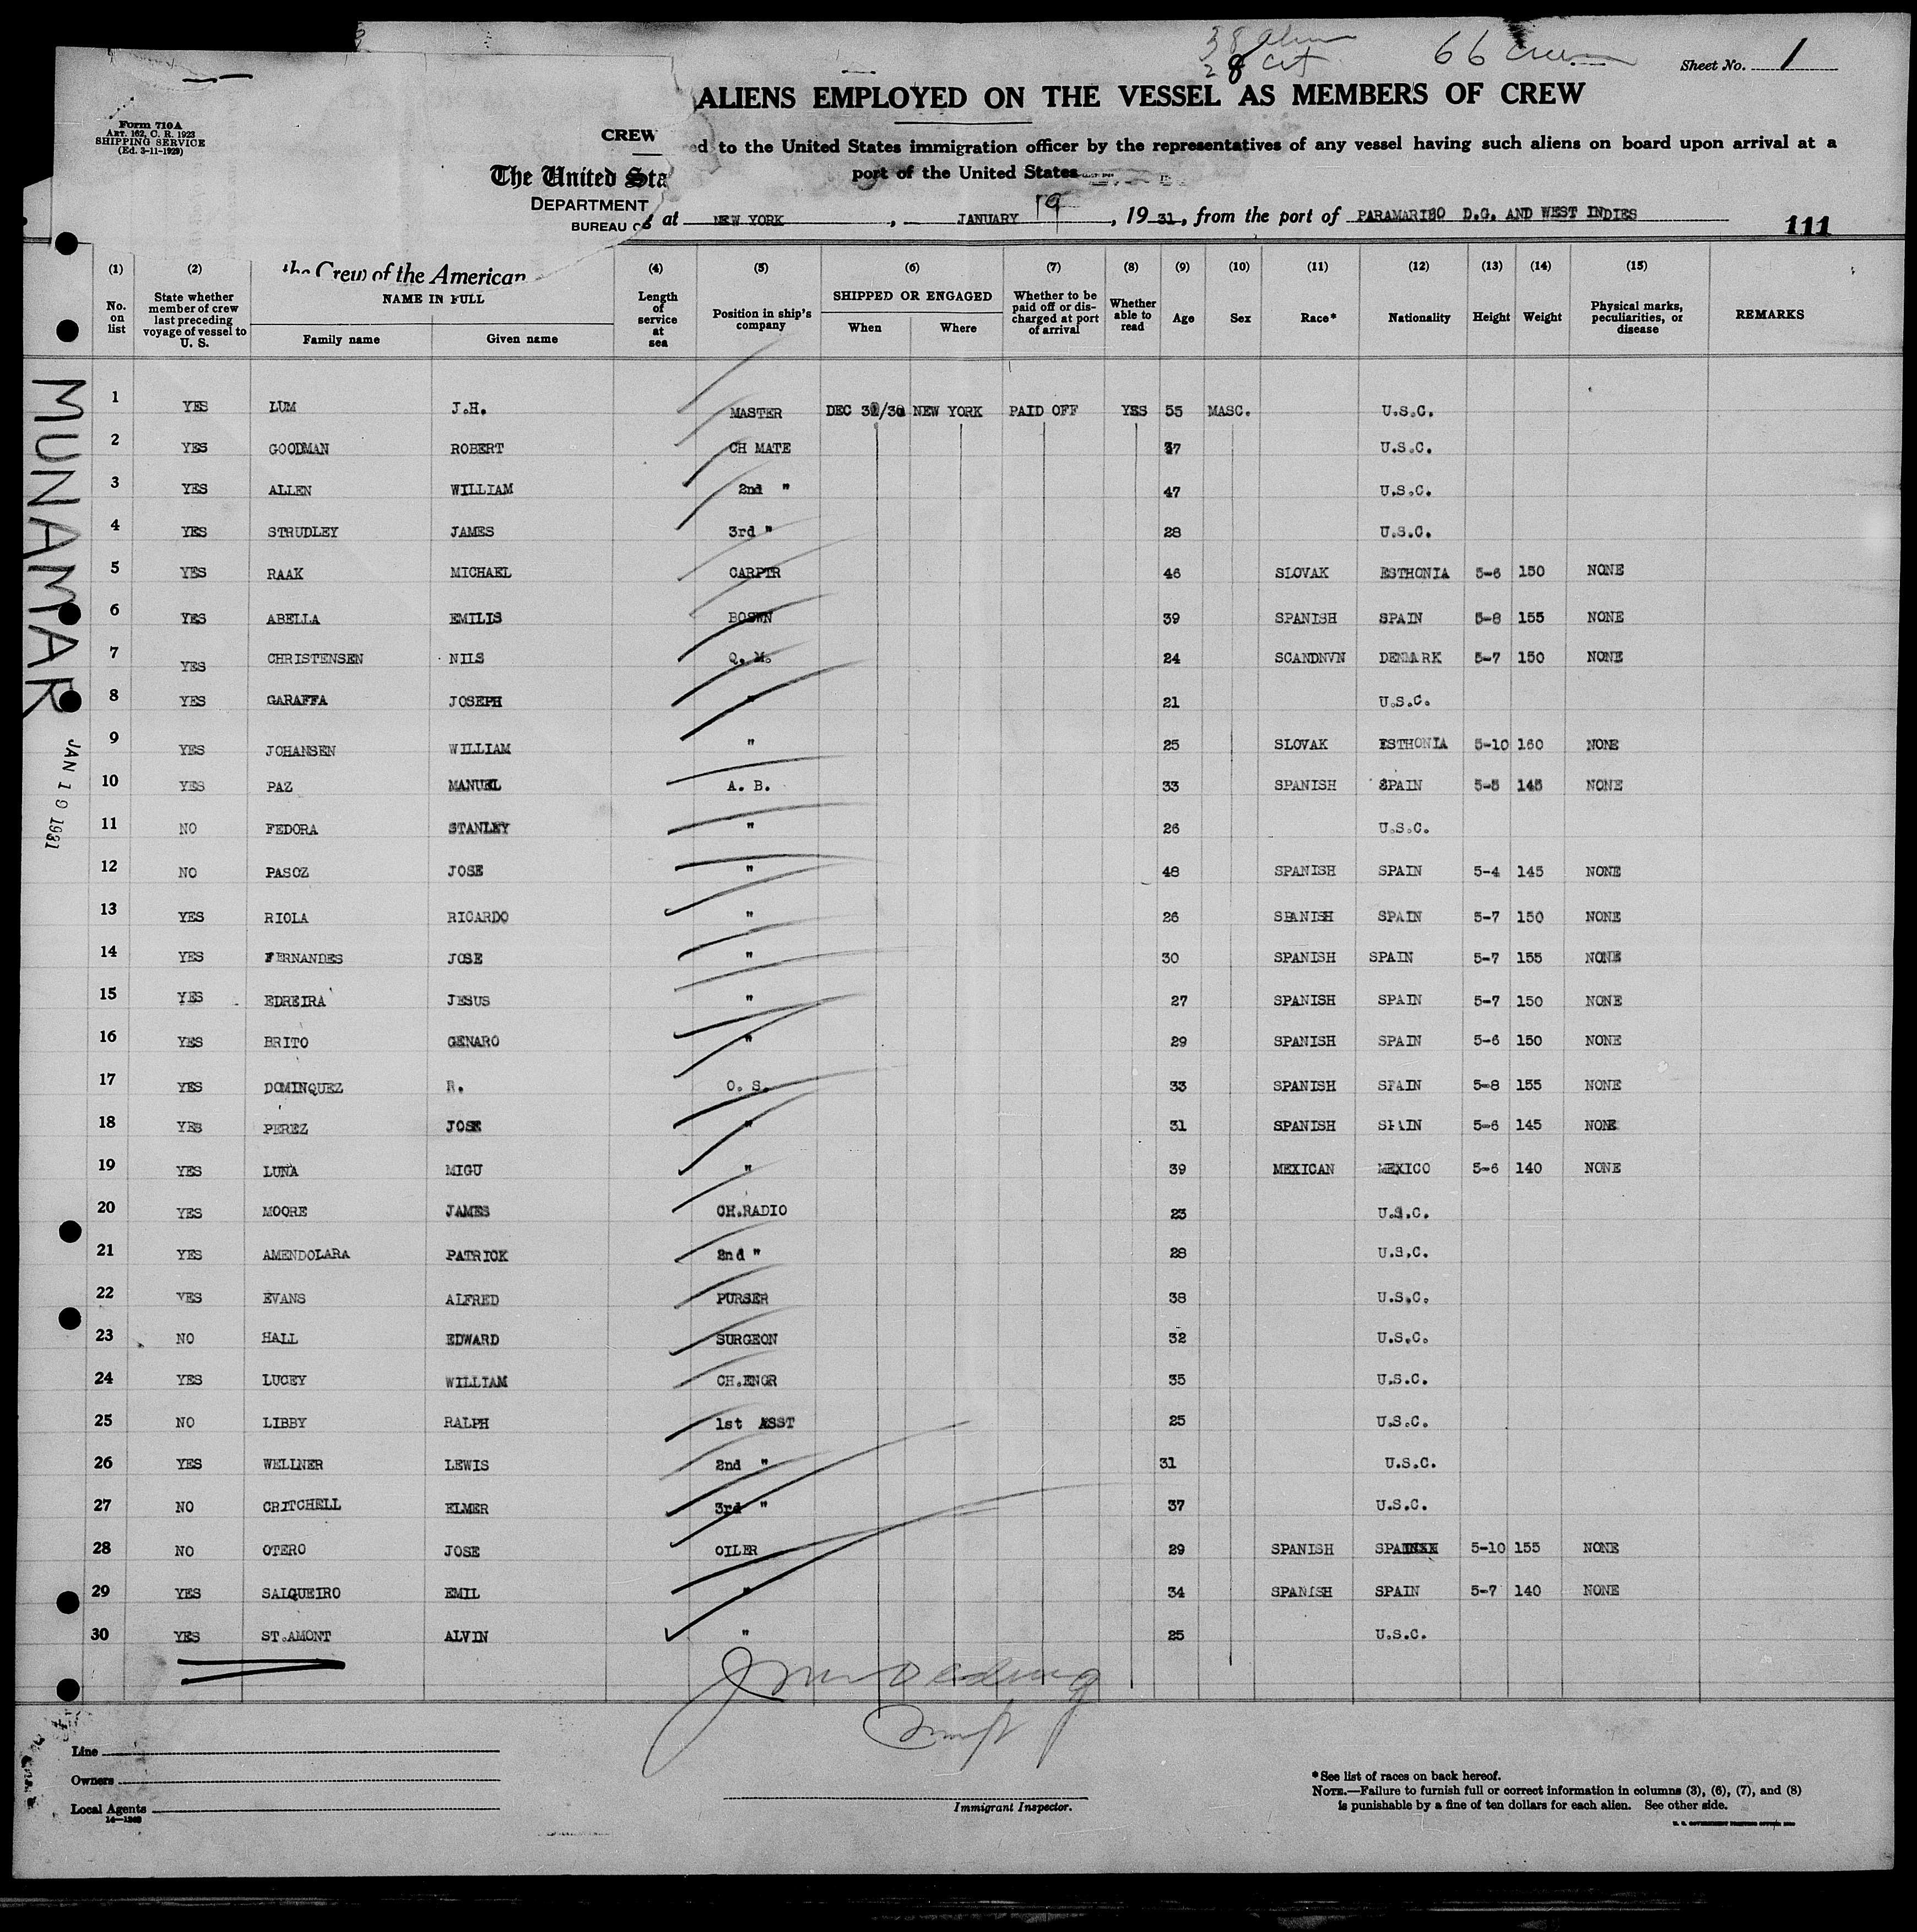 38 Alien
28 Cit
66 Crew
Sheet No. 1
ALIENS EMPLOYED ON THE VESSEL AS MEMBERS OF CREW
Form 710A
ART. 162, C. R. 1923
SHIPPING SERVICE
(Ed. 3-11-1929)
CREW
ed to the United States immigration officer by the representatives of any vessel having such aliens on board upon arrival at a
port of the United States
The United Sta
DEPARTMENT
BUREAU
at NEW YORK, JANUARY 19, 1931, from the port of PARAMARIBO D.G. AND WEST INDIES
111
the Crew of the American
(1) (2) (4) (5) (6) (7) (8) (9) (10) (11) (12) (13) (14) (15)
No. on list
State whether member of crew last preceding voyage of vessel to U. S.
NAME IN FULL
Family name
Given name
Length of service at sea
Position in ship's company
SHIPPED OR ENGAGED
When
Where
Whether to be paid off or discharged at port of arrival
Whether able to read
Age
Sex
Race*
Nationality
Height
Weight
Physical marks, peculiarities, or disease
REMARKS
MUNAMAR
JAN 19 1931
1 YES LUM J.H. MASTER DEC NEW YORK PAID OFF YES 55 MASC. U.S.C.
2 YES GOODMAN ROBERT CH MATE 37 U.S.C.
3 YES ALLEN WILLIAM 2nd " 47 U.S.C.
4 YES STRUDLEY JAMES 3rd " 28 U.S.C.
5 YES RAAK MICHAEL CARPTR 46 SLOVAK ESTHONIA 5-6 150 NONE
6 YES ABELLA EMILIS BOSWN 39 SPANISH SPAIN 5-8 155 NONE
7 YES CHRISTENSEN NILS Q. M. 24 SCANDNVN DENMARK 5-7 150 NONE
8 YES GARAFFA JOSEPH " 21 U.S.C.
9 YES JOHANSEN WILLIAM " 25 SLOVAK ESTHONIA 5-10 160 NONE
10 YES PAZ MANUEL A. B. 33 SPANISH SPAIN 5-5 145 NONE
11 NO FEDORA STANLEY " 26 U.S.C.
12 NO PASOZ JOSE " 48 SPANISH SPAIN 5-4 145 NONE
13 YES RIOLA RICARDO " 26 SPANISH SPAIN 5-7 150 NONE
14 YES FERNANDES JOSE " 30 SPANISH SPAIN 5-7 155 NONE
15 YES EDREIRA JESUS " 27 SPANISH SPAIN 5-7 150 NONE
16 YES BRITO GENARO " 29 SPANISH SPAIN 5-6 150 NONE
17 YES DOMINQUEZ R. O. S. 33 SPANISH SPAIN 5-8 155 NONE
18 YES PEREZ JOSE " 31 SPANISH SPAIN 5-6 145 NONE
19 YES LUNA MIGU " 39 MEXICAN MEXICO 5-6 140 NONE
20 YES MOORE JAMES CH.RADIO 23 U.S.C.
21 YES AMENDOLARA PATRICK 2nd " 28 U.S.C.
22 YES EVANS ALFRED PURSER 38 U.S.C.
23 NO HALL EDWARD SURGEON 32 U.S.C.
24 YES LUCEY WILLIAM CH.ENGR 35 U.S.C.
25 NO LIBBY RALPH 1st ASST 25 U.S.C.
26 YES WELLNER LEWIS 2nd " 31 U.S.C.
27 NO CRITCHELL ELMER 3rd " 37 U.S.C.
28 NO OTERO JOSE OILER 29 SPANISH 5-10 155 NONE
29 YES SALQUEIRO EMIL " 34 SPANISH SPAIN 5-7 140 NONE
30 YES ST.AMONT ALVIN " 25 U.S.C.
Line
Owners
Local Agents
14—1240
Immigrant Inspector.
*See list of races on back hereof.
NOTE.—Failure to furnish full or correct information in columns (3), (6), (7), and (8)
is punishable by a fine of ten dollars for each alien. See other side.